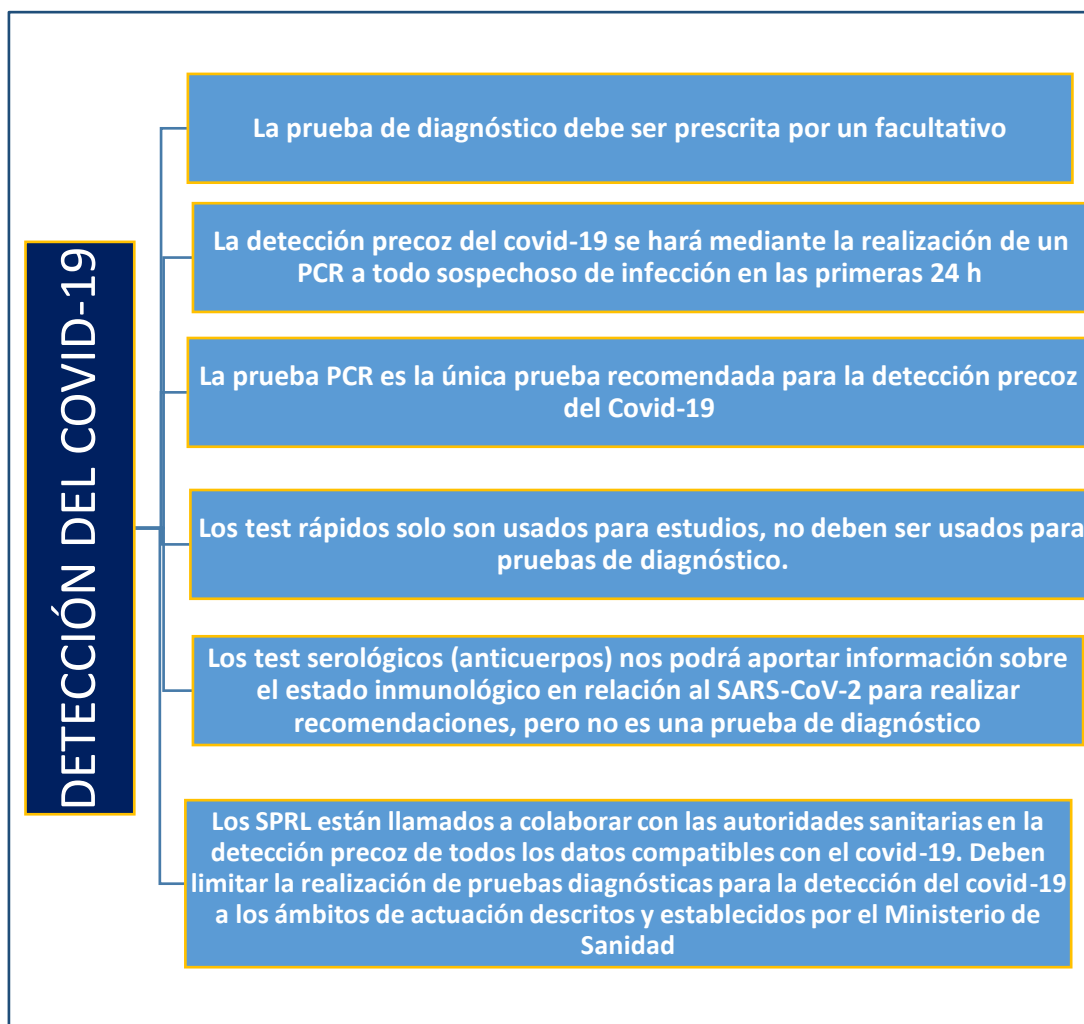 DETECCIÓN DEL COVID-19
La prueba de diagnóstico debe ser prescrita por un facultativo
La detección precoz del covid-19 se hará mediante la realización de un
PCR a todo sospechoso de infección en las primeras 24 h
La prueba PCR es la única prueba recomendada para la detección precoz
del Covid-19
Los test rápidos solo son usados para estudios, no deben ser usados para
pruebas de diagnóstico.
Los test serológicos (anticuerpos) nos podrá aportar información sobre
el estado inmunológico en relación al SARS-CoV-2 para realizar
recomendaciones, pero no es una prueba de diagnóstico
Los SPRL están llamados a colaborar con las autoridades sanitarias en la
detección precoz de todos los datos compatibles con el covid-19. Deben
limitar la realización de pruebas diagnósticas para la detección del covid-19
a los ámbitos de actuación descritos y establecidos por el Ministerio de
Sanidad